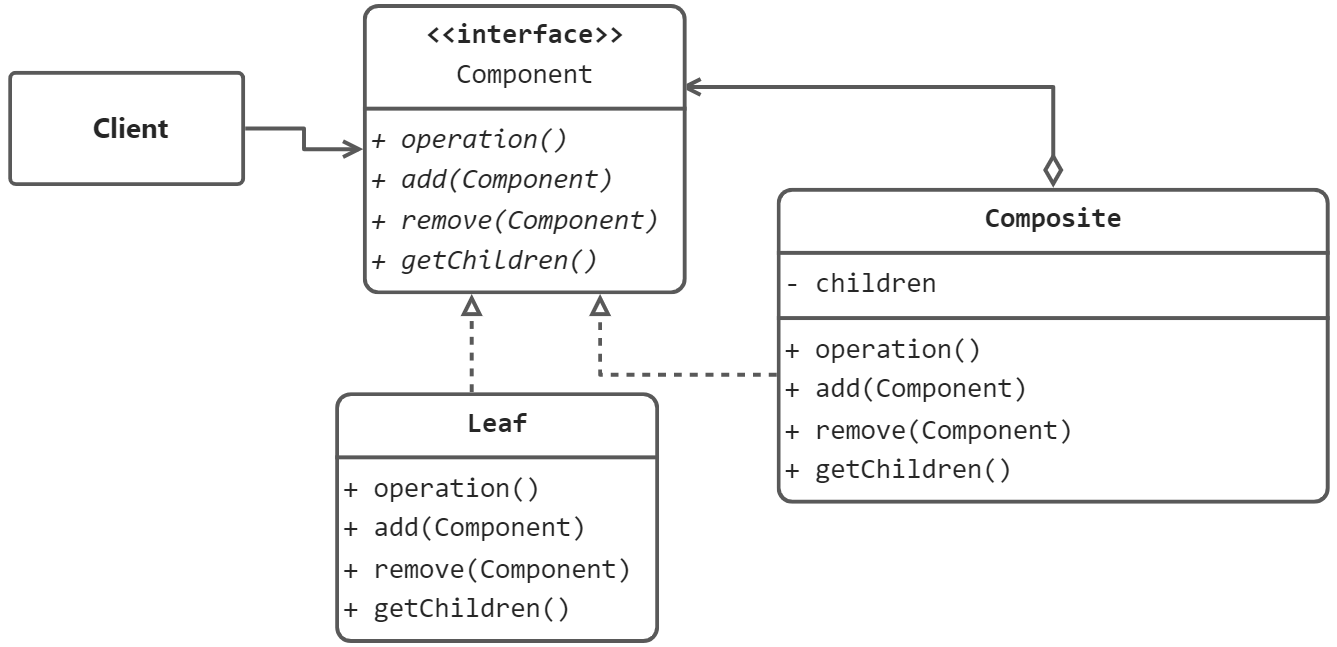 Client
<<interface>>
Component
+ operation()
+ add(Component)
+ remove(Component)
+ getChildren()
Composite
- children
+ operation()
+ add(Component)
+ remove(Component)
+ getChildren()
Leaf
+ operation()
+ add(Component)
+ remove(Component)
+ getChildren()